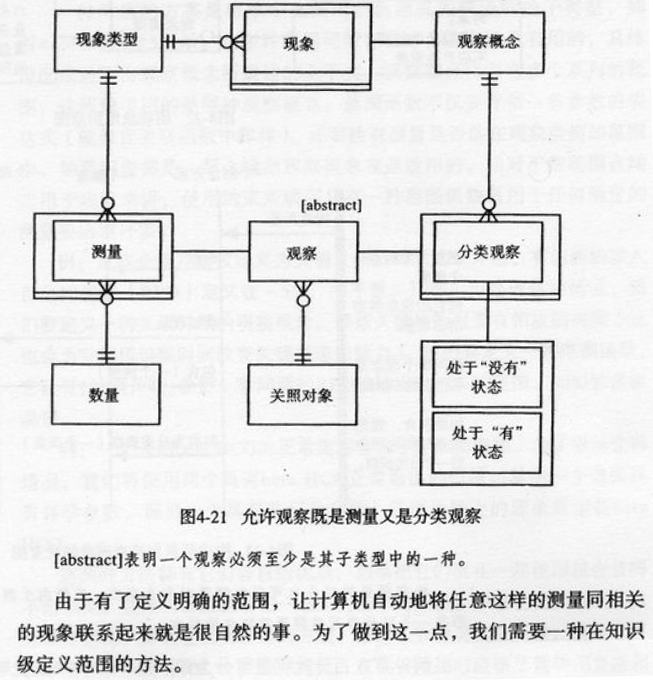 现象类型
现象
观察概念
[abstract]
测量
观察
分类观察
数量
关照对象
处于“没有”
状态
处于“有”
状态
图4-21 允许观察既是测量又是分类观察
[abstract]表明一个观察必须至少是其子类型中的一种。
由于有了定义明确的范围，让计算机自动地将任意这样的测量同相关
的现象联系起来就是很自然的事。为了做到这一点，我们需要一种在知识
级定义范围的方法。